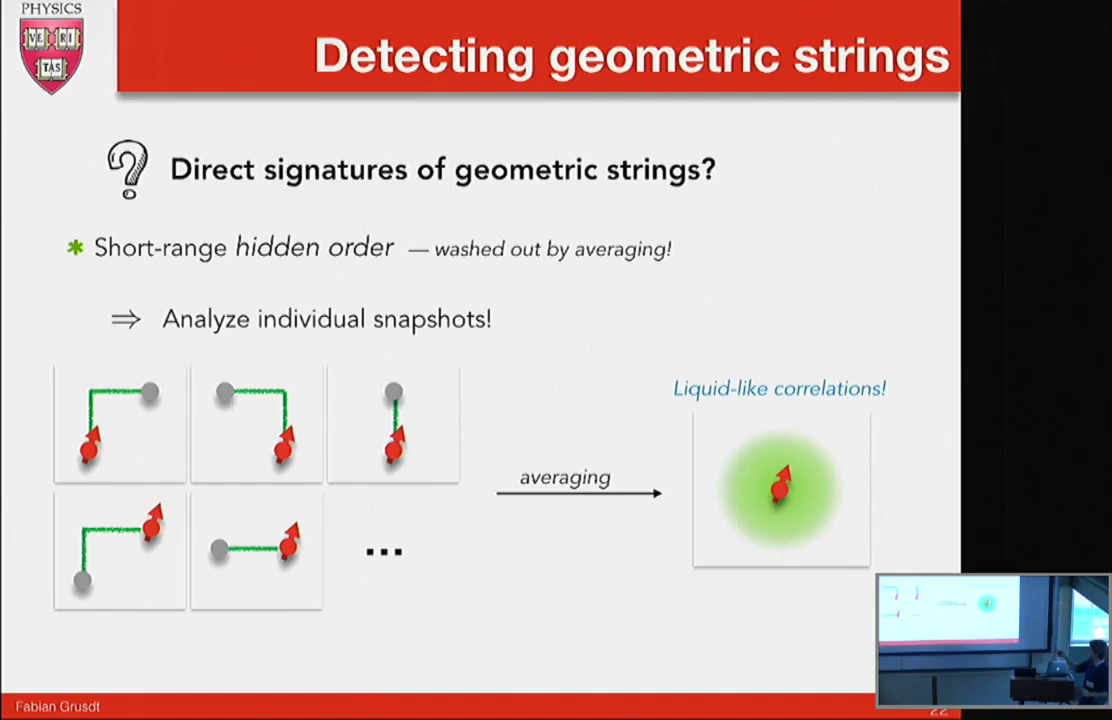 PHYSICS
VE RI
TAS
Detecting geometric strings
Direct signatures of geometric strings?
Short-range hidden order — washed out by averaging!
⇒ Analyze individual snapshots!
Liquid-like correlations!
averaging
...
Fabian Grusdt
22